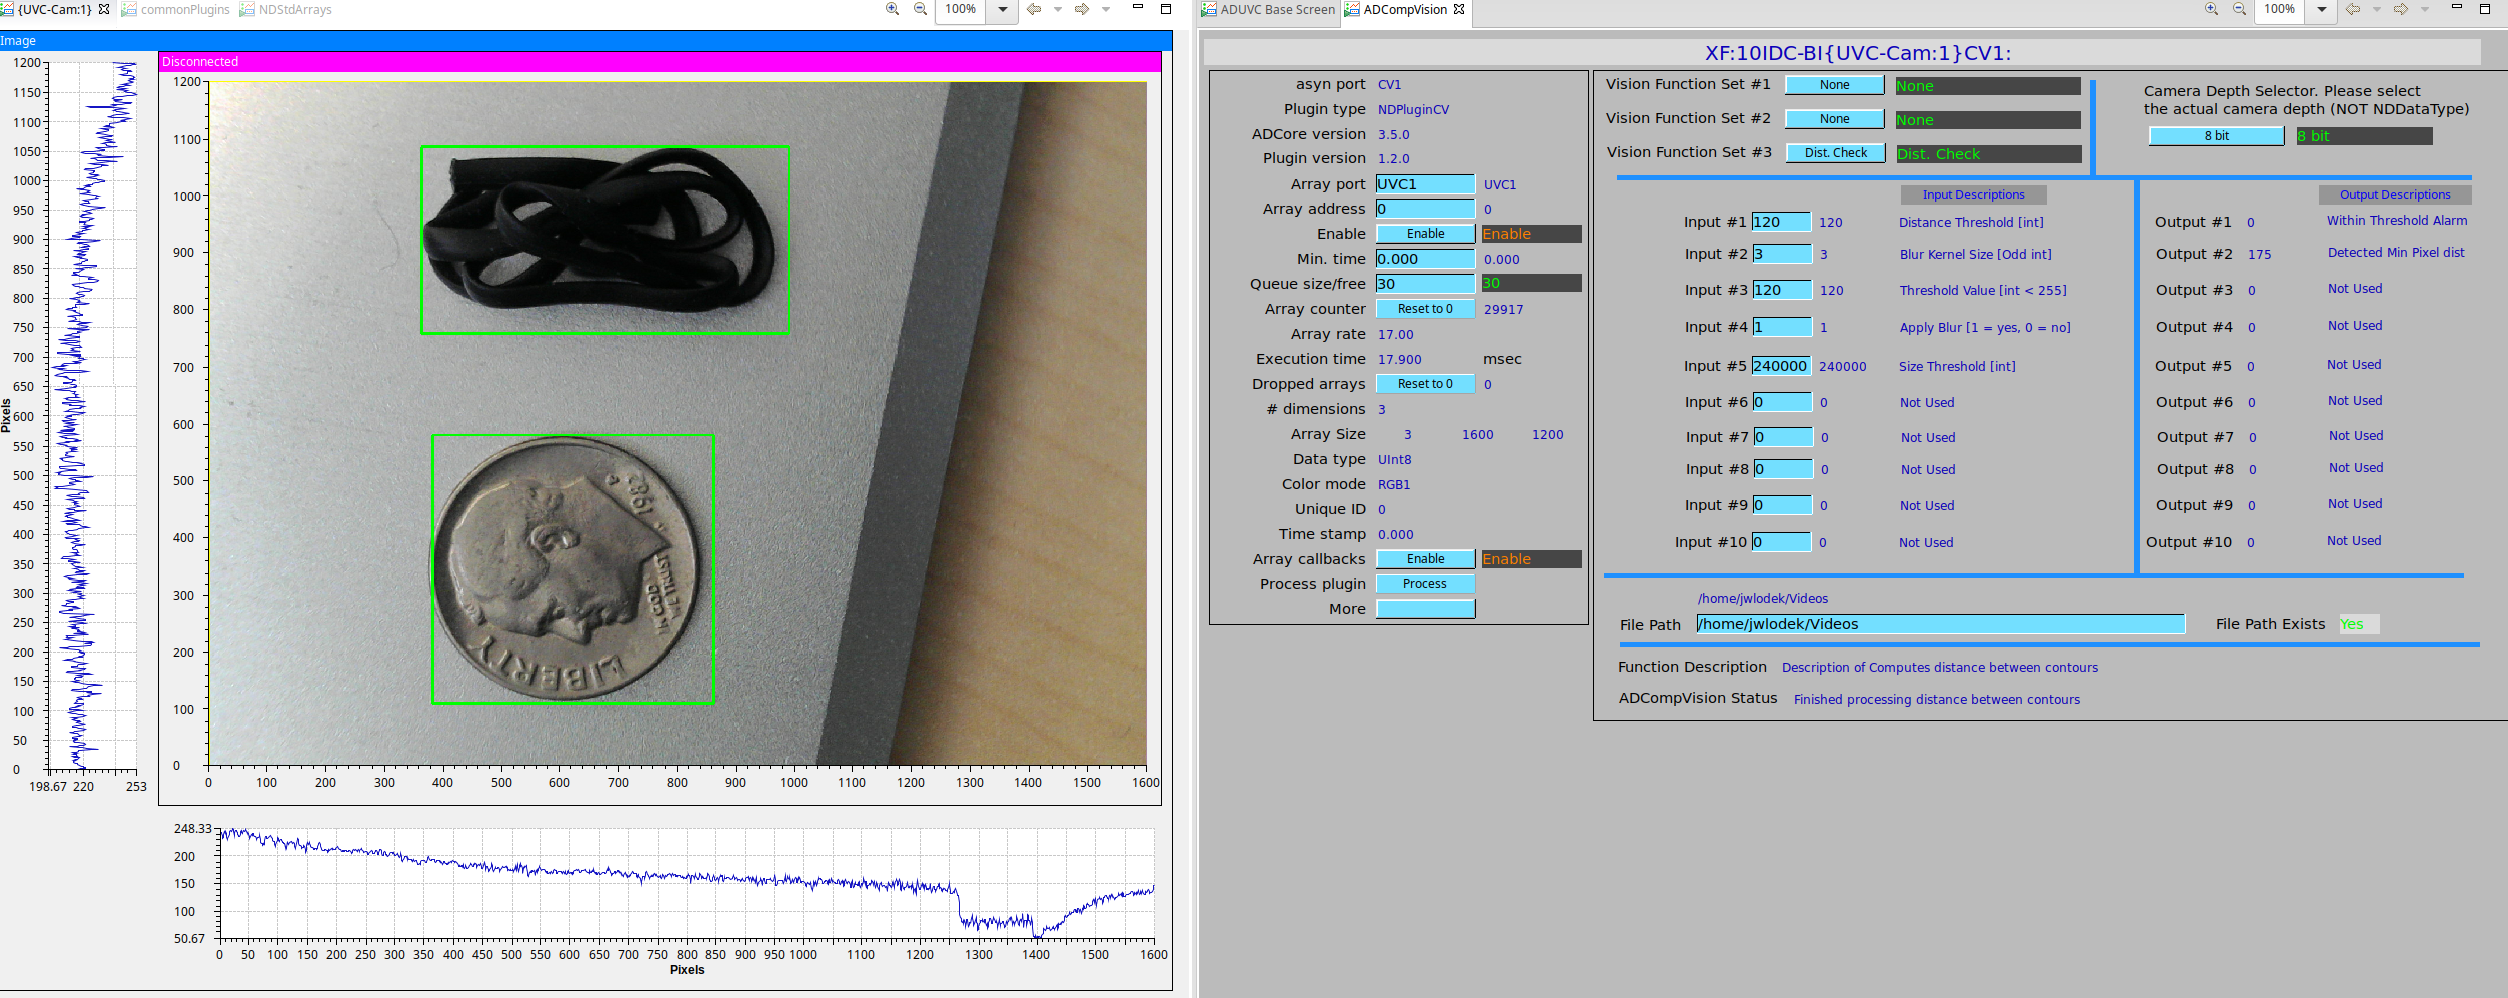 {UVC-Cam:1}
commonPlugins
NDStdArrays
100%
Image
Disconnected
1200
1150
1100
1050
1000
950
900
850
800
750
700
650
600
550
500
450
400
350
300
250
200
150
100
50
0
Pixels
198.67 220 253
1200
1100
1000
900
800
700
600
500
400
300
200
100
0
0 100 200 300 400 500 600 700 800 900 1000 1100 1200 1300 1400 1500 1600
LIBERTY
IN GOD
WE TRUST
1987
P
248.33
200
150
100
50.67
0 50 100 150 200 250 300 350 400 450 500 550 600 650 700 750 800 850 900 950 1000 1100 1200 1300 1400 1500 1600
Pixels
ADUVC Base Screen
ADCompVision
100%
XF:10IDC-BI{UVC-Cam:1}CV1:
asyn port CV1
Plugin type NDPluginCV
ADCore version 3.5.0
Plugin version 1.2.0
Array port UVC1 UVC1
Array address 0 0
Enable Enable Enable
Min. time 0.000 0.000
Queue size/free 30 30
Array counter Reset to 0 29917
Array rate 17.00
Execution time 17.900 msec
Dropped arrays Reset to 0 0
# dimensions 3
Array Size 3 1600 1200
Data type UInt8
Color mode RGB1
Unique ID 0
Time stamp 0.000
Array callbacks Enable Enable
Process plugin Process
More
Vision Function Set #1 None None
Vision Function Set #2 None None
Vision Function Set #3 Dist. Check Dist. Check
Camera Depth Selector. Please select
the actual camera depth (NOT NDDataType)
8 bit 8 bit
Input Descriptions
Input #1 120 120 Distance Threshold [int]
Input #2 3 3 Blur Kernel Size [Odd int]
Input #3 120 120 Threshold Value [int < 255]
Input #4 1 1 Apply Blur [1 = yes, 0 = no]
Input #5 240000 240000 Size Threshold [int]
Input #6 0 0 Not Used
Input #7 0 0 Not Used
Input #8 0 0 Not Used
Input #9 0 0 Not Used
Input #10 0 0 Not Used
Output Descriptions
Output #1 0 Within Threshold Alarm
Output #2 175 Detected Min Pixel dist
Output #3 0 Not Used
Output #4 0 Not Used
Output #5 0 Not Used
Output #6 0 Not Used
Output #7 0 Not Used
Output #8 0 Not Used
Output #9 0 Not Used
Output #10 0 Not Used
/home/jwlodek/Videos
File Path /home/jwlodek/Videos
File Path Exists Yes
Function Description Description of Computes distance between contours
ADCompVision Status Finished processing distance between contours